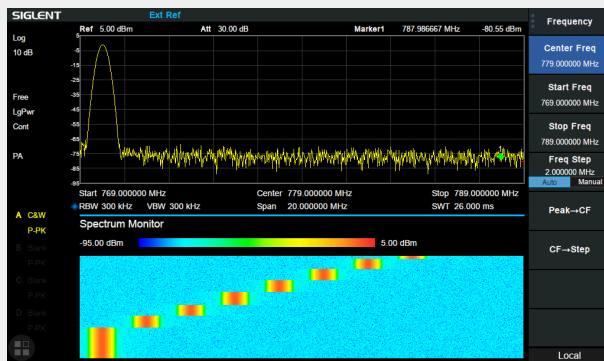 SIGLENT Ext Ref
Ref 5.00 dBm Att 30.00 dB Marker1 787.986667 MHz -80.55 dBm
Log
10 dB
Free
LgPwr
Cont
PA
5
-5
-15
-25
-35
-45
-55
-65
-75
-85
-95
Start 769.000000 MHz Center 779.000000 MHz Stop 789.000000 MHz
RBW 300 kHz VBW 300 kHz Span 20.000000 MHz SWT 26.000 ms
A C&W
P-PK
B Blank
P-PK
C Blank
P-PK
D Blank
P-PK
Spectrum Monitor
-95.00 dBm 5.00 dBm
Frequency
Center Freq
779.000000 MHz
Start Freq
769.000000 MHz
Stop Freq
789.000000 MHz
Freq Step
2.000000 MHz
Auto Manual
Peak→CF
CF→Step
Local